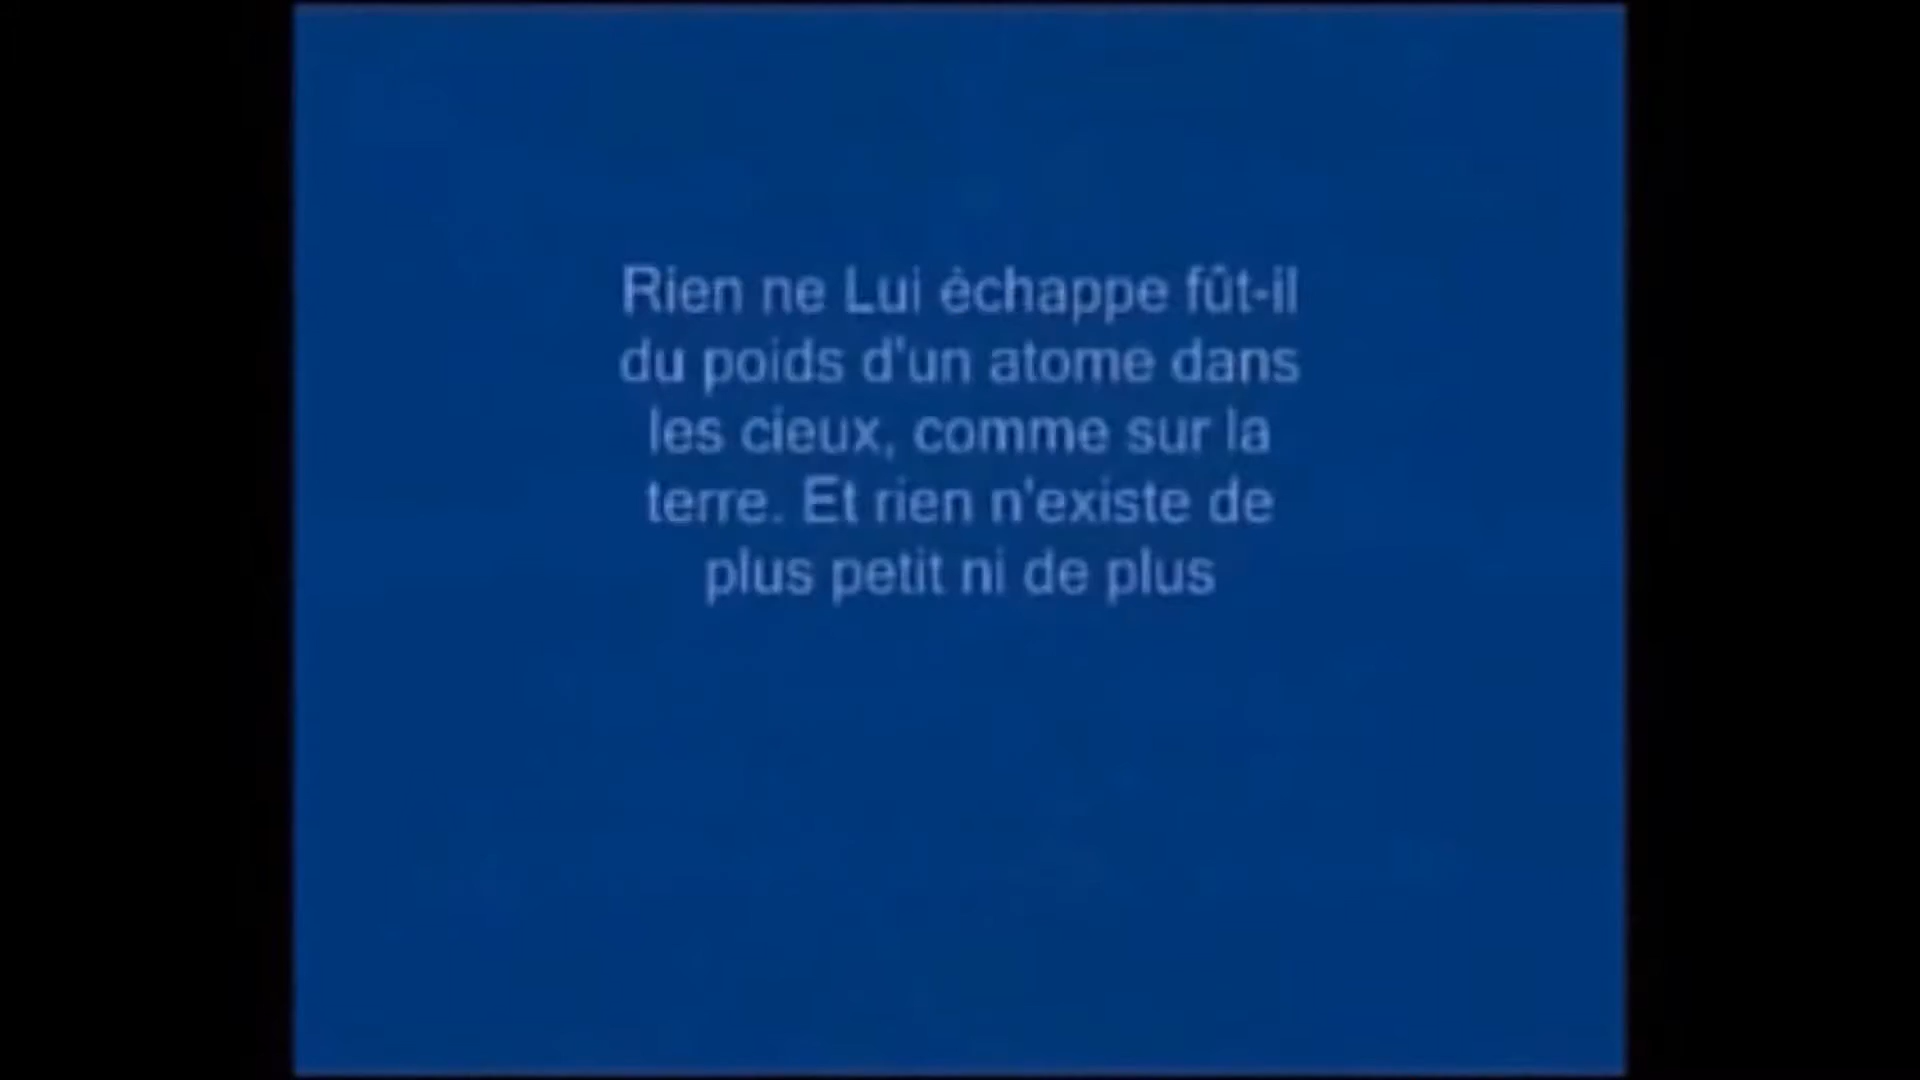 Rien ne Lui échappe fût-il
du poids d'un atome dans
les cieux, comme sur la
terre. Et rien n'existe de
plus petit ni de plus